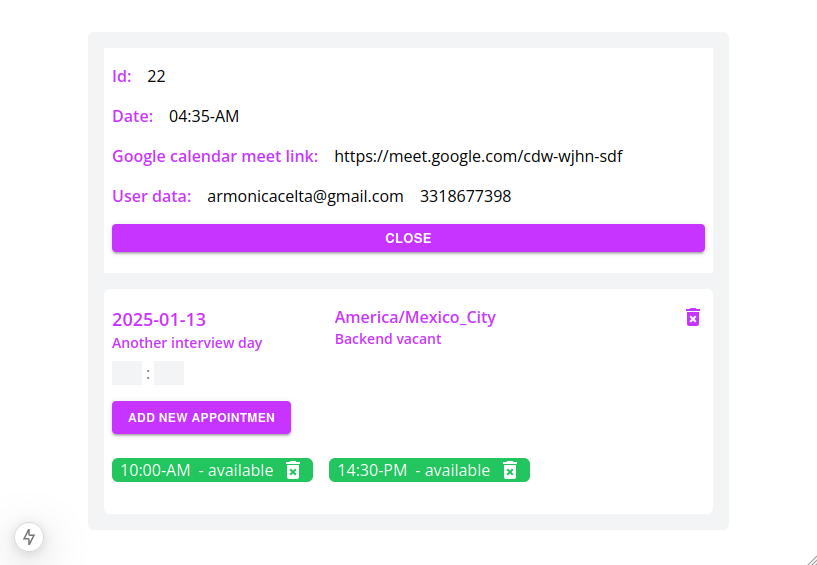 Id: 22
Date: 04:35-AM
Google calendar meet link: https://meet.google.com/cdw-wjhn-sdf
User data: armonicacelta@gmail.com 3318677398
CLOSE
2025-01-13 America/Mexico_City
Another interview day Backend vacant
:
ADD NEW APPOINTMEN
10:00-AM - available 14:30-PM - available